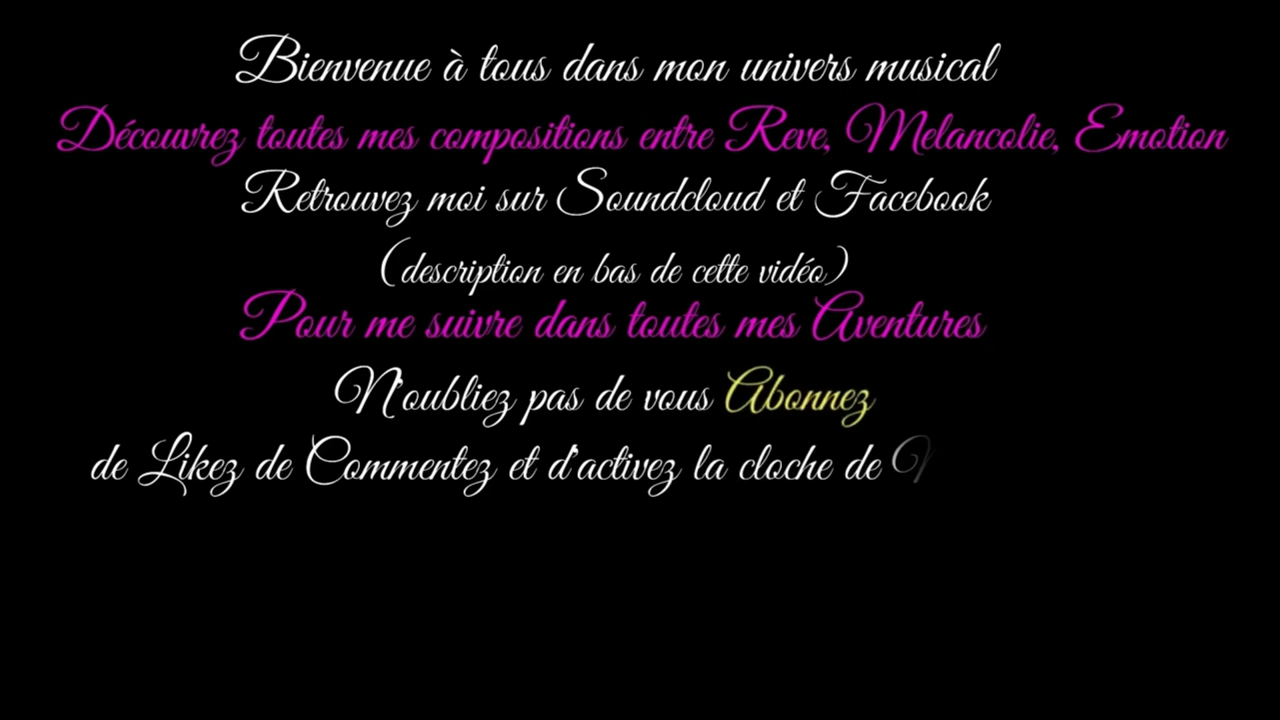 Bienvenue à tous dans mon univers musical
Découvrez toutes mes compositions entre Reve, Melancolie, Emotion
Retrouvez moi sur Soundcloud et Facebook
(description en bas de cette vidéo)
Pour me suivre dans toutes mes Aventures
N'oubliez pas de vous Abonnez
de Likez de Commentez et d'activez la cloche de